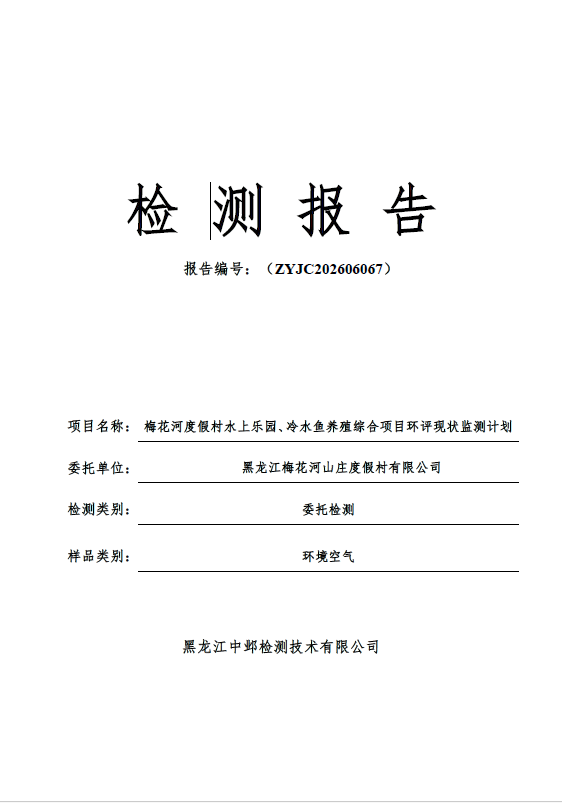 检测报告
报告编号：（ZYJC202606067）
项目名称：梅花河度假村水上乐园、冷水鱼养殖综合项目环评现状监测计划
委托单位：黑龙江梅花河山庄度假村有限公司
检测类别：委托检测
样品类别：环境空气
黑龙江中邺检测技术有限公司